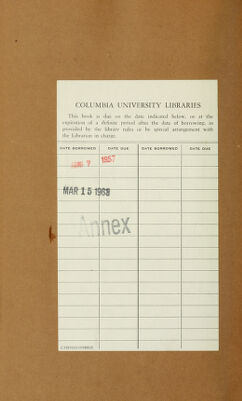 COLUMBIA UNIVERSITY LIBRARIES
This book is due on the date indicated below, or at the
expiration of a definite period after the date of borrowing, as
provided by the library rules or by special arrangement with
the Librarian in charge.
DATE BORROWED DATE DUE DATE BORROWED DATE DUE
7 1957
MAR 15 1968
Annex